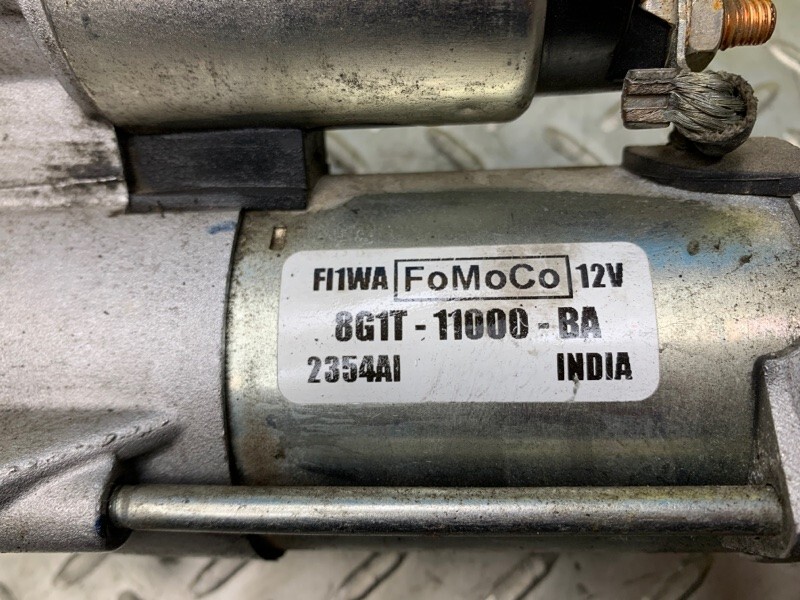 FI1WA FoMoCo 12V
8G1T - 11000 - BA
2354AI INDIA